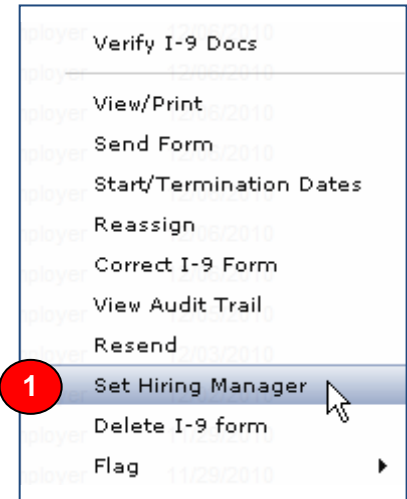 Verify I-9 Docs
View/Print
Send Form
Start/Termination Dates
Reassign
Correct I-9 Form
View Audit Trail
Resend
1 Set Hiring Manager
Delete I-9 form
Flag